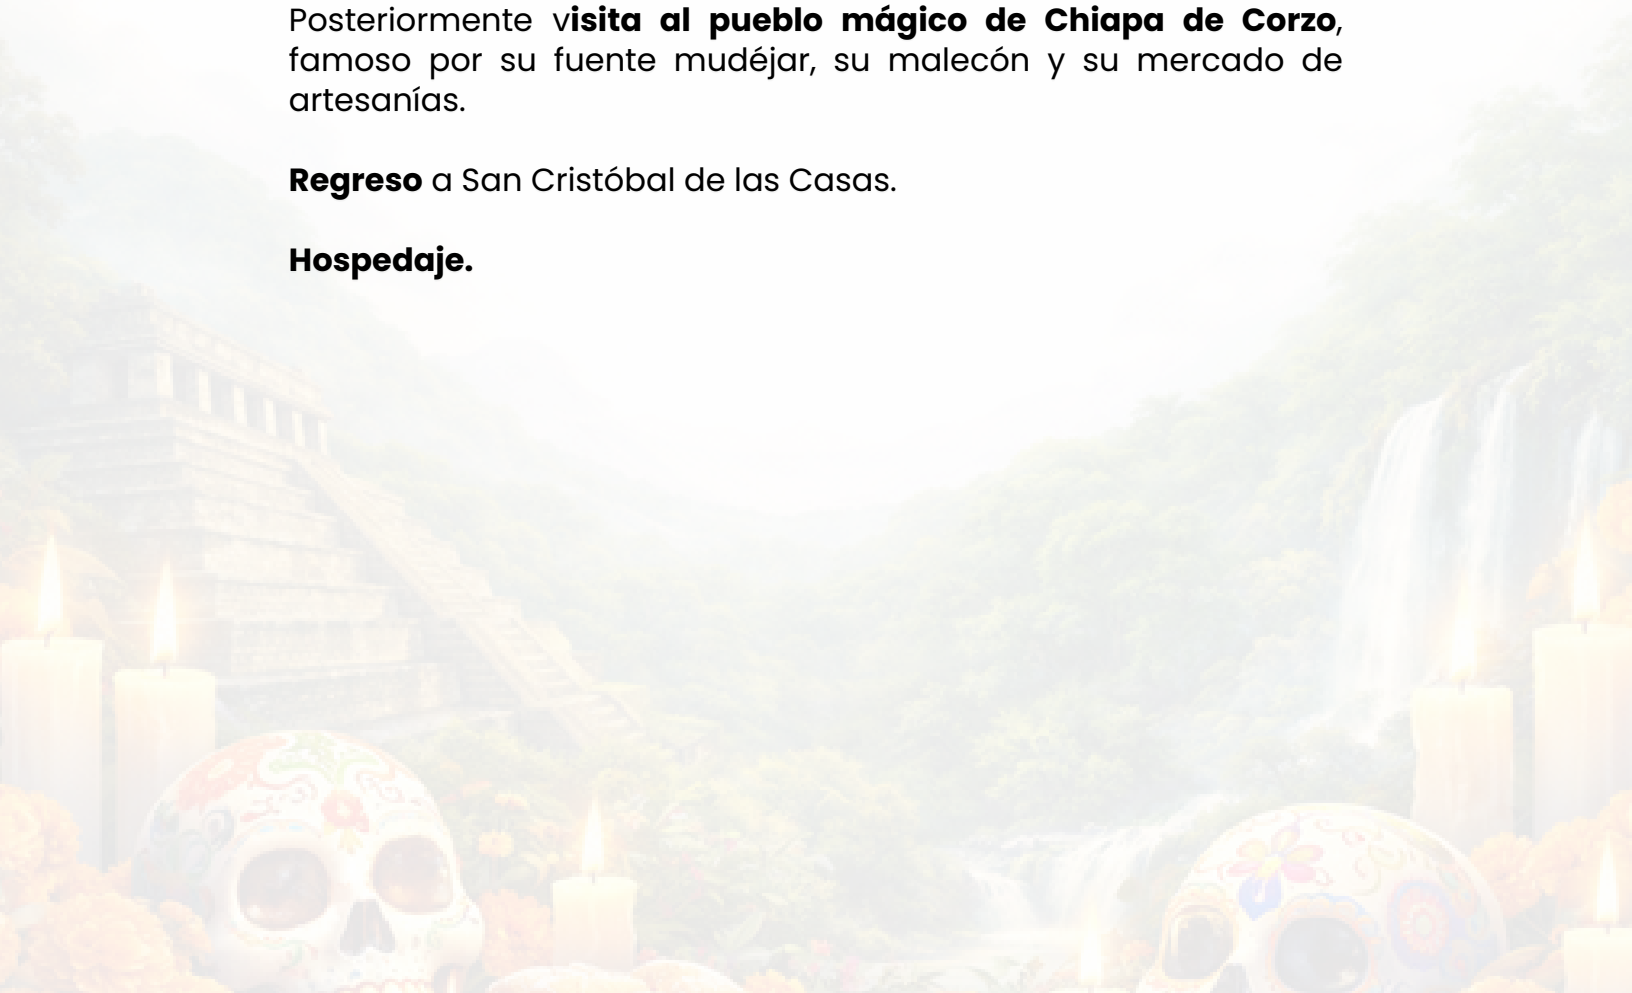 Posteriormente visita al pueblo mágico de Chiapa de Corzo,
famoso por su fuente mudéjar, su malecón y su mercado de
artesanías.
Regreso a San Cristóbal de las Casas.
Hospedaje.